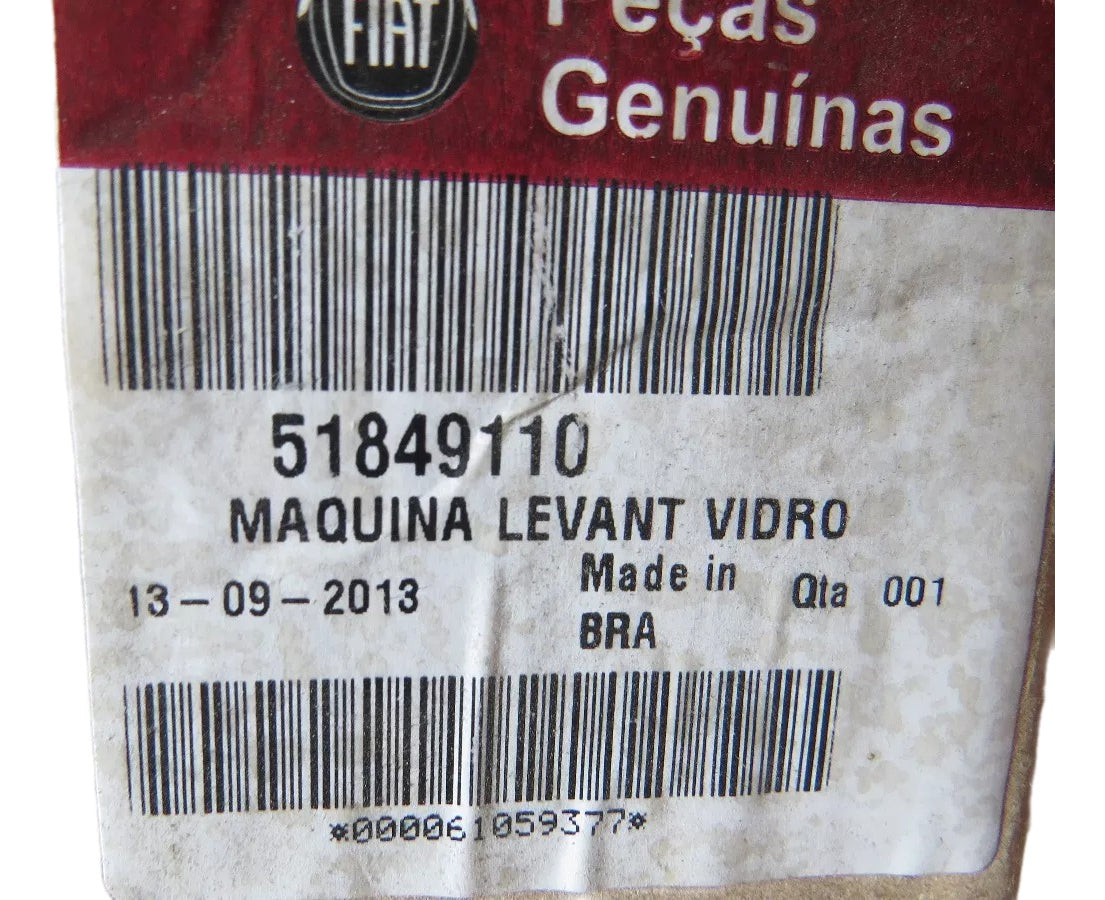 FIAT
Peças
Genuínas
51849110
MAQUINA LEVANT VIDRO
13-09-2013
Made in
BRA
Qta 001
*000061059377*